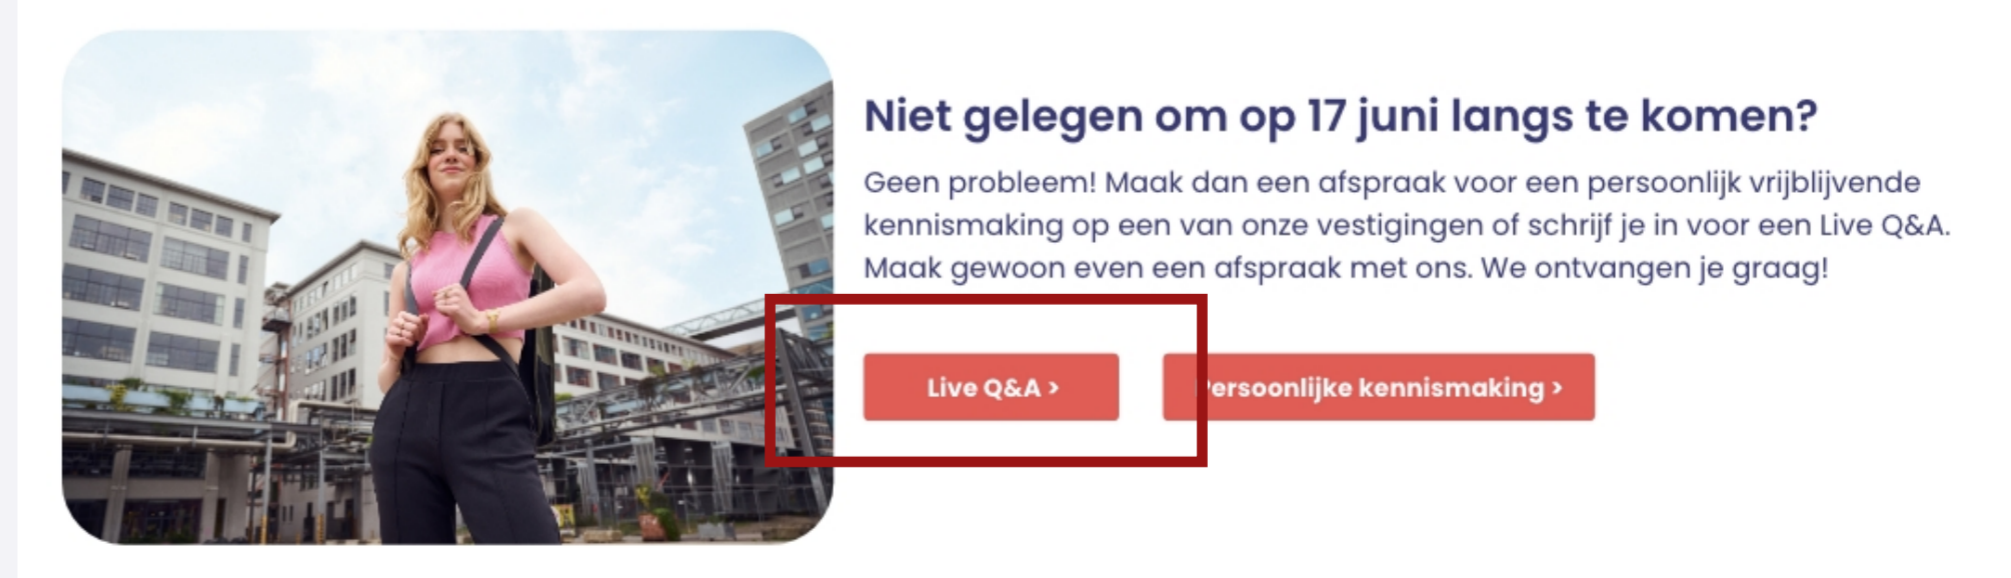 Niet gelegen om op 17 juni langs te komen?
Geen probleem! Maak dan een afspraak voor een persoonlijk vrijblijvende
kennismaking op een van onze vestigingen of schrijf je in voor een Live Q&A.
Maak gewoon even een afspraak met ons. We ontvangen je graag!
Live Q&A >
Persoonlijke kennismaking >